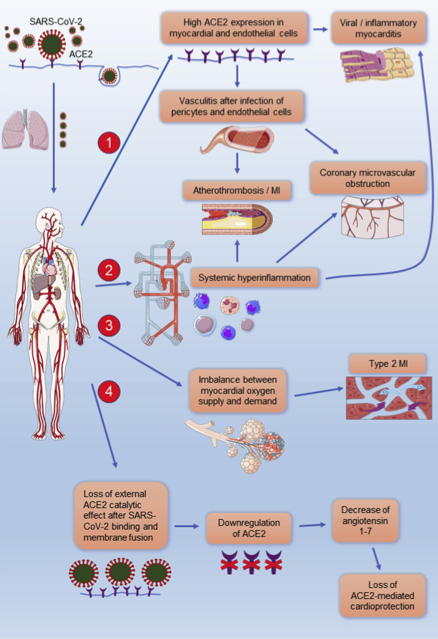 SARS-CoV-2
ACE2
High ACE2 expression in
myocardial and endothelial cells
Viral / inflammatory
myocarditis
1
Vasculitis after infection of
pericytes and endothelial cells
Coronary microvascular
obstruction
Atherothrombosis / MI
2
Systemic hyperinflammation
3
Imbalance between
myocardial oxygen
supply and demand
Type 2 MI
4
Loss of external
ACE2 catalytic
effect after SARS-
CoV-2 binding and
membrane fusion
Downregulation
of ACE2
Decrease of
angiotensin
1-7
Loss of
ACE2-mediated
cardioprotection